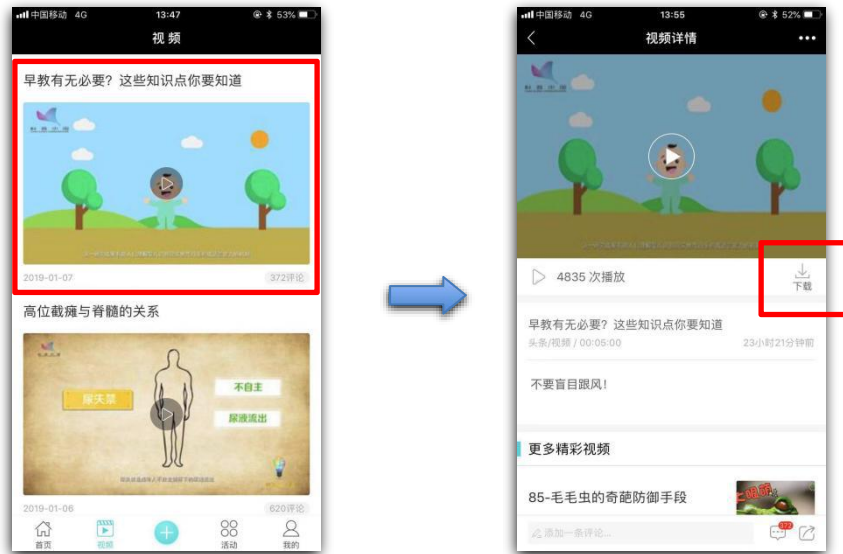 中国移动 4G 13:47 53%
视 频
早教有无必要？这些知识点你要知道
科普中国
2019-01-07 372评论
高位截瘫与脊髓的关系
尿失禁
不自主
尿液流出
2019-01-06 620评论
首页 视频 活动 我的
中国移动 4G 13:55 52%
视频详情
4835 次播放
下载
早教有无必要？这些知识点你要知道
头条/视频 / 00:05:00 23小时21分钟前
不要盲目跟风！
更多精彩视频
85-毛毛虫的奇葩防御手段
添加一条评论... 372